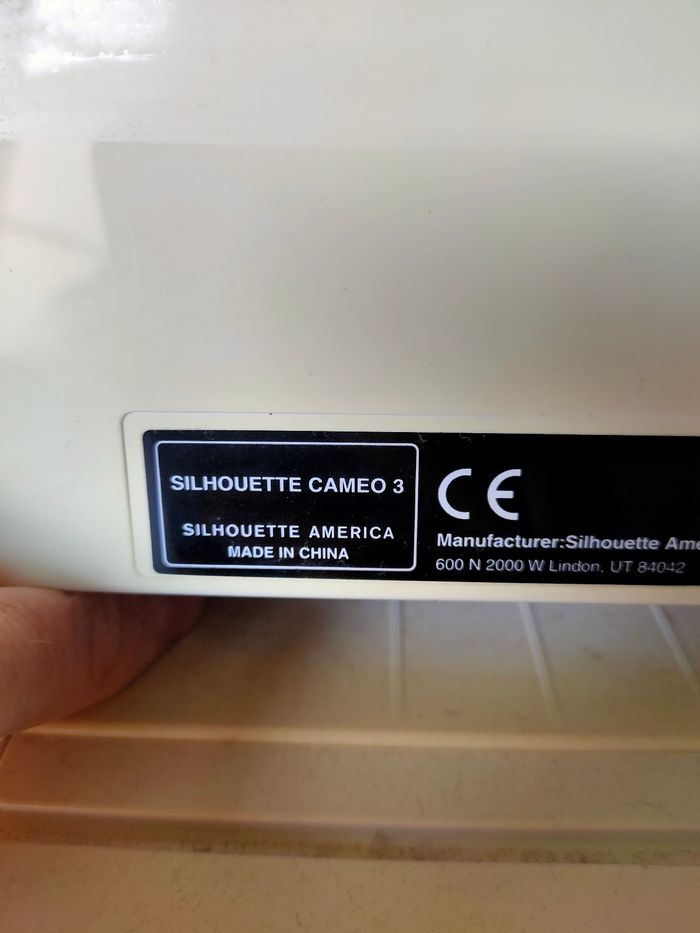 SILHOUETTE CAMEO 3
SILHOUETTE AMERICA
MADE IN CHINA
CE
Manufacturer:Silhouette
600 N 2000 W Lindon, UT 84042